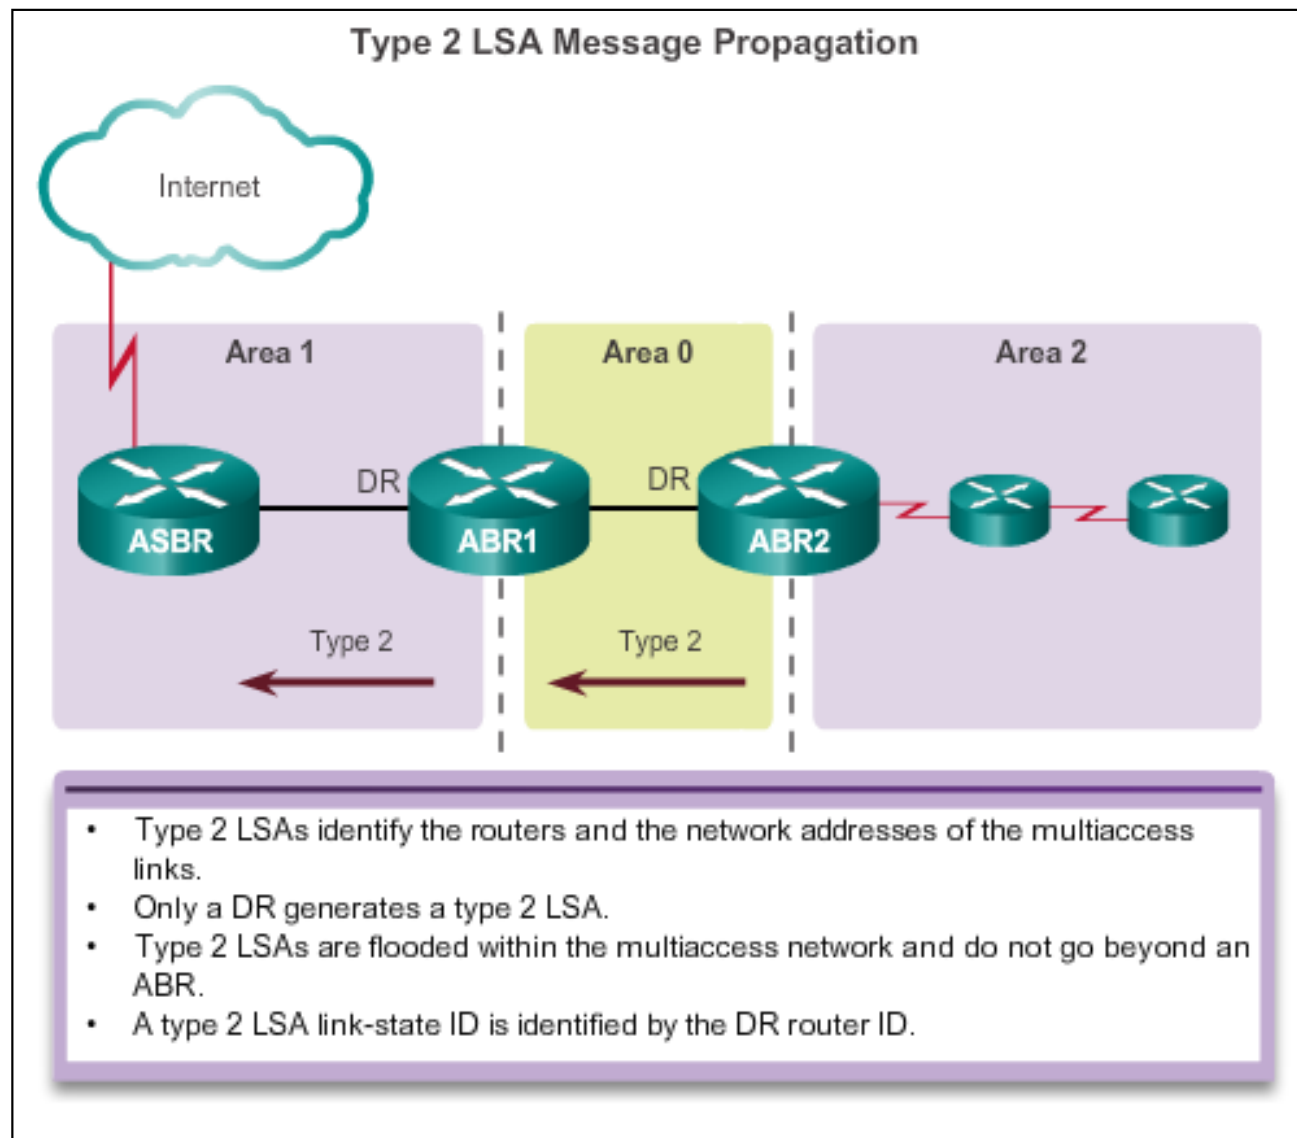 Type 2 LSA Message Propagation
Internet
Area 1
Area 0
Area 2
DR
DR
ASBR
ABR1
ABR2
Type 2
Type 2
• Type 2 LSAs identify the routers and the network addresses of the multiaccess
links.
• Only a DR generates a type 2 LSA.
• Type 2 LSAs are flooded within the multiaccess network and do not go beyond an
ABR.
• A type 2 LSA link-state ID is identified by the DR router ID.